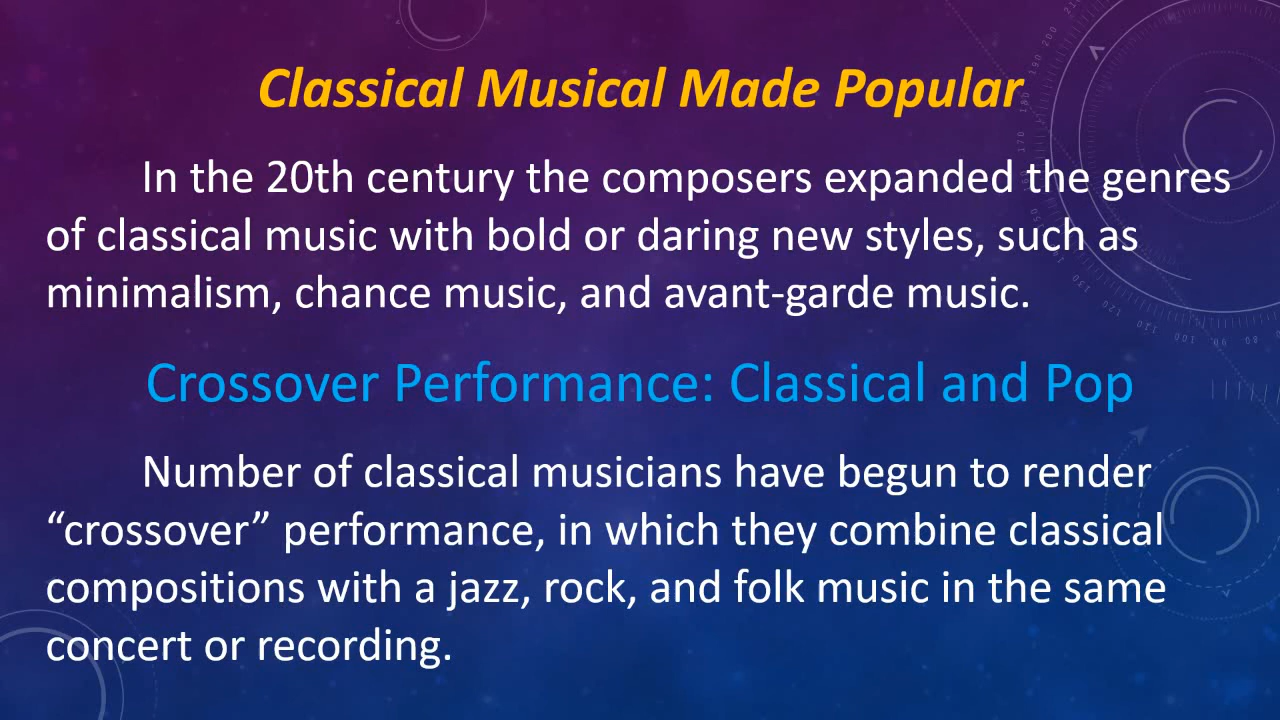 Classical Musical Made Popular
In the 20th century the composers expanded the genres
of classical music with bold or daring new styles, such as
minimalism, chance music, and avant-garde music.
Crossover Performance: Classical and Pop
Number of classical musicians have begun to render
“crossover” performance, in which they combine classical
compositions with a jazz, rock, and folk music in the same
concert or recording.